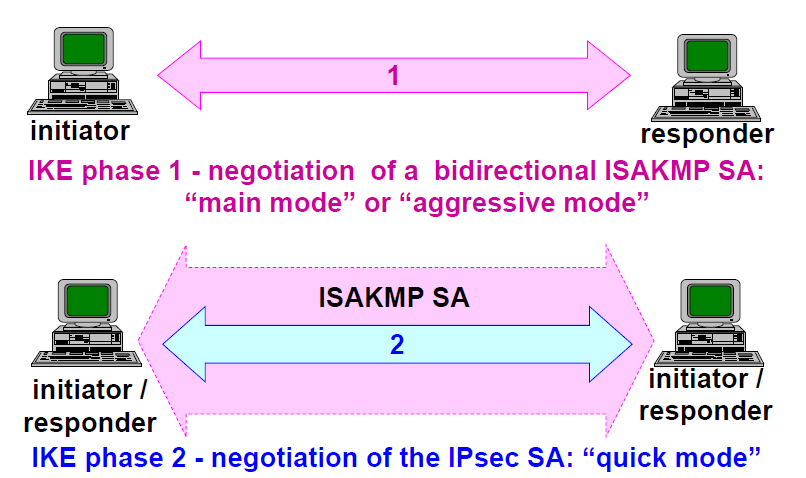 1
initiator
responder
IKE phase 1 - negotiation of a bidirectional ISAKMP SA:
“main mode” or “aggressive mode”
ISAKMP SA
2
initiator /
responder
initiator /
responder
IKE phase 2 - negotiation of the IPsec SA: “quick mode”